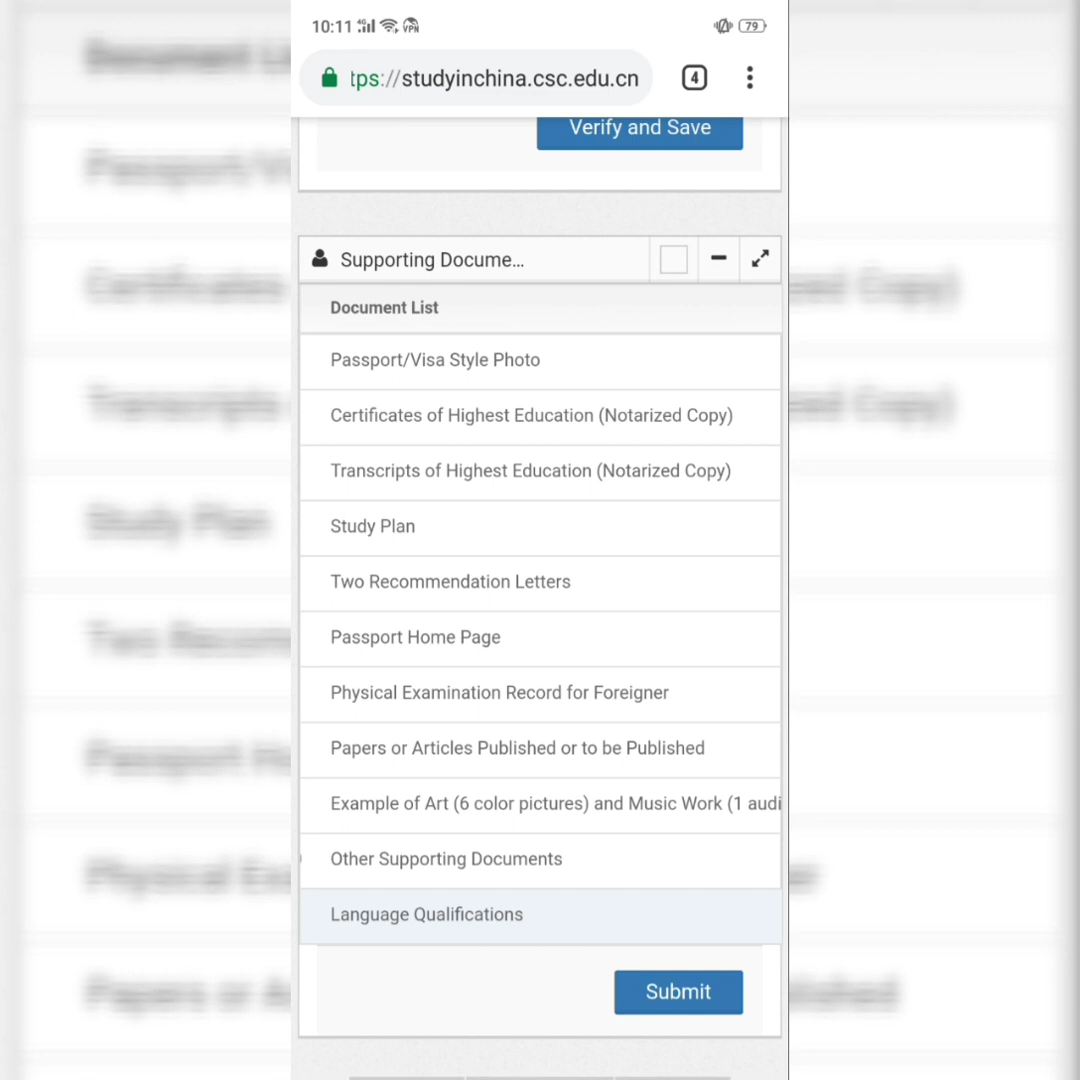 10:11 4G VPN 79
tps://studyinchina.csc.edu.cn 4
Verify and Save
Supporting Docume...
Document List
Passport/Visa Style Photo
Certificates of Highest Education (Notarized Copy)
Transcripts of Highest Education (Notarized Copy)
Study Plan
Two Recommendation Letters
Passport Home Page
Physical Examination Record for Foreigner
Papers or Articles Published or to be Published
Example of Art (6 color pictures) and Music Work (1 audi
Other Supporting Documents
Language Qualifications
Submit